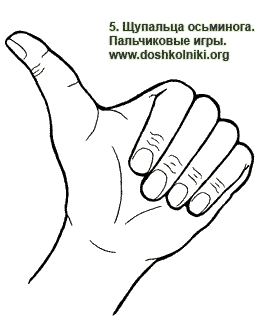 5. Щупальца осьминога.
Пальчиковые игры.
www.doshkolniki.org